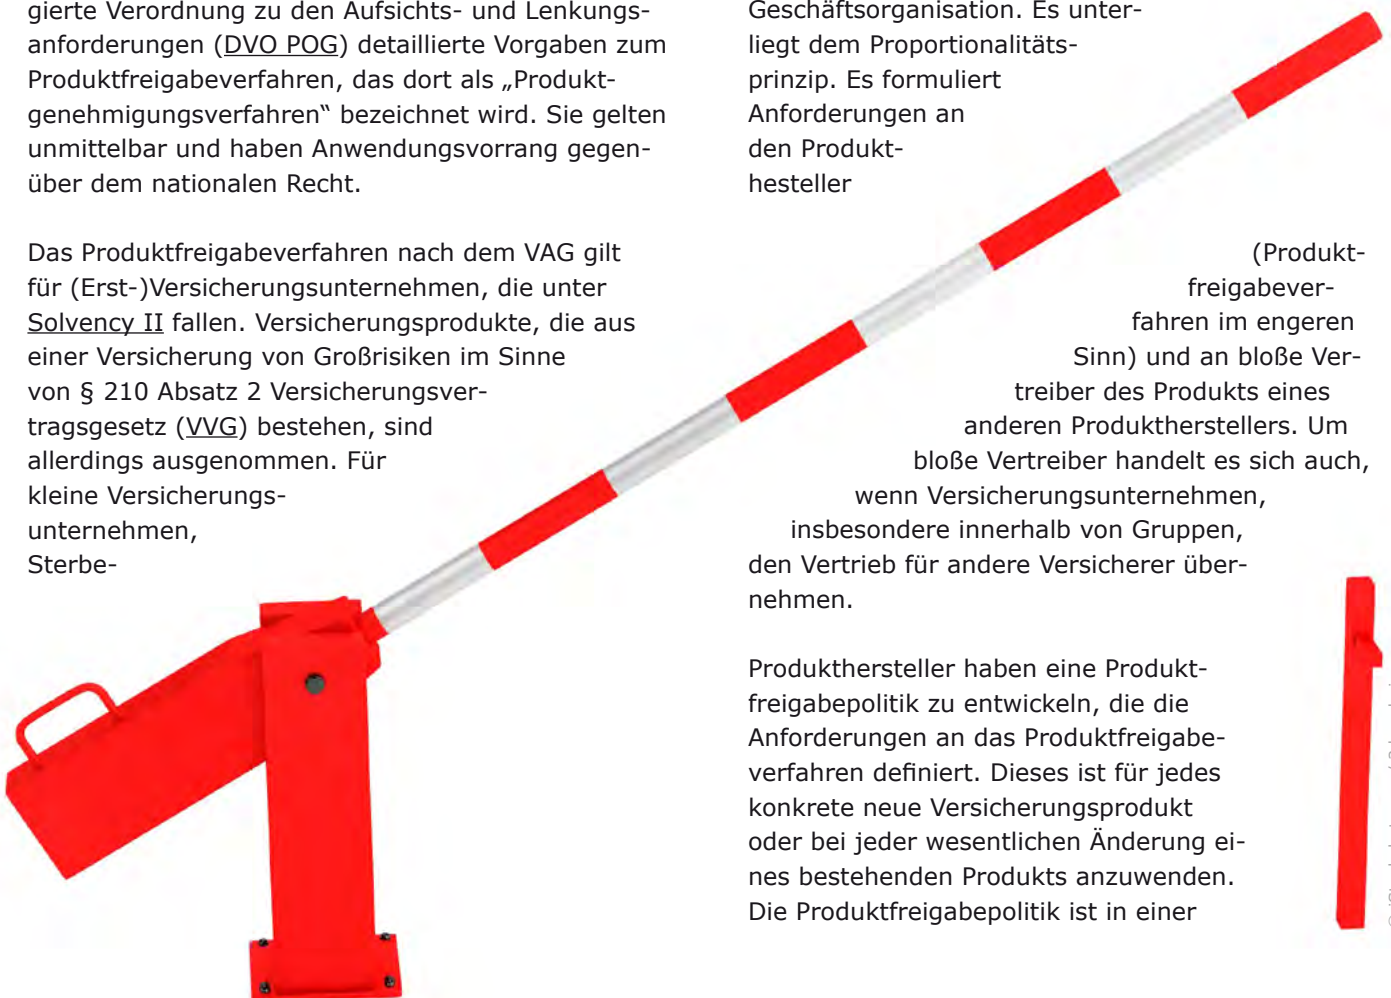 gierte Verordnung zu den Aufsichts- und Lenkungs-
anforderungen (DVO POG) detaillierte Vorgaben zum
Produktfreigabeverfahren, das dort als „Produkt-
genehmigungsverfahren“ bezeichnet wird. Sie gelten
unmittelbar und haben Anwendungsvorrang gegen-
über dem nationalen Recht.
Das Produktfreigabeverfahren nach dem VAG gilt
für (Erst-)Versicherungsunternehmen, die unter
Solvency II fallen. Versicherungsprodukte, die aus
einer Versicherung von Großrisiken im Sinne
von § 210 Absatz 2 Versicherungsver-
tragsgesetz (VVG) bestehen, sind
allerdings ausgenommen. Für
kleine Versicherungs-
unternehmen,
Sterbe-
Geschäftsorganisation. Es unter-
liegt dem Proportionalitäts-
prinzip. Es formuliert
Anforderungen an
den Produkt-
hesteller
(Produkt-
freigabever-
fahren im engeren
Sinn) und an bloße Ver-
treiber des Produkts eines
anderen Produktherstellers. Um
bloße Vertreiber handelt es sich auch,
wenn Versicherungsunternehmen,
insbesondere innerhalb von Gruppen,
den Vertrieb für andere Versicherer über-
nehmen.
Produkthersteller haben eine Produkt-
freigabepolitik zu entwickeln, die die
Anforderungen an das Produktfreigabe-
verfahren definiert. Dieses ist für jedes
konkrete neue Versicherungsprodukt
oder bei jeder wesentlichen Änderung ei-
nes bestehenden Produkts anzuwenden.
Die Produktfreigabepolitik ist in einer